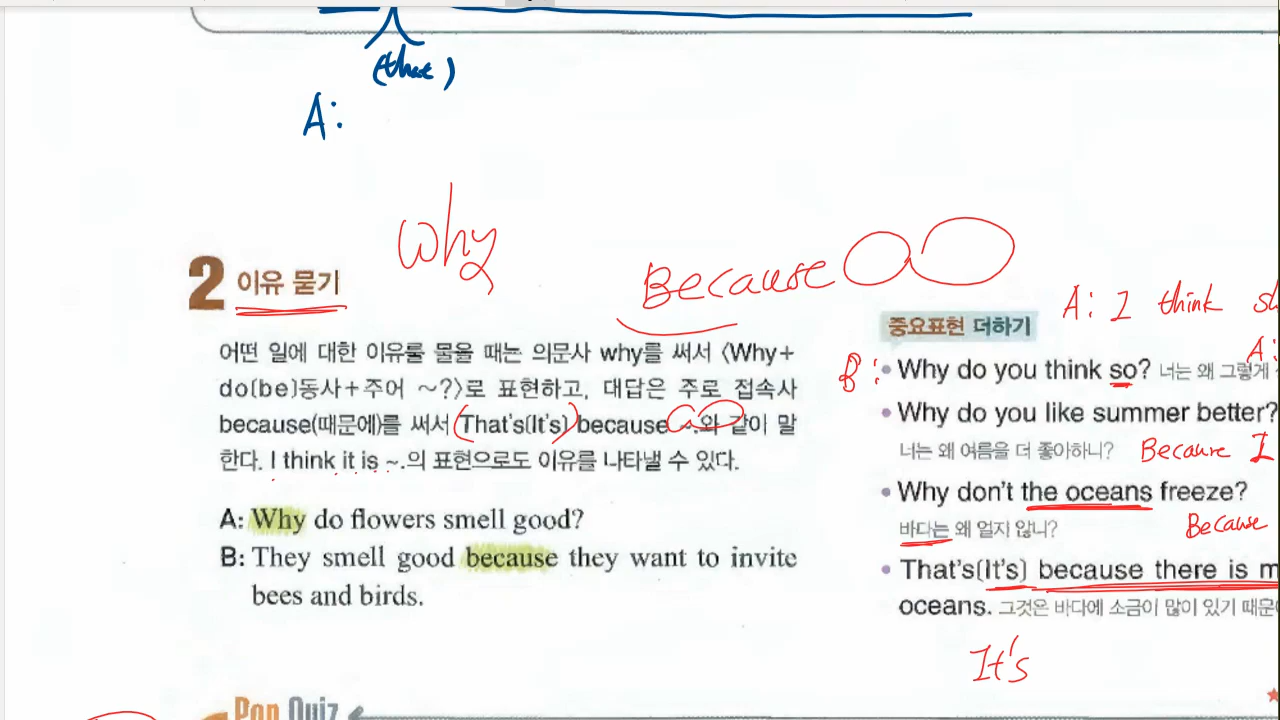 (that)
A:
Why
Because
2 이유 묻기
어떤 일에 대한 이유를 물을 때는 의문사 why를 써서 〈Why+
do(be)동사+주어 ~?〉로 표현하고, 대답은 주로 접속사
because(때문에)를 써서 (That's(It's))because ~.와 같이 말
한다. I think it is ~.의 표현으로도 이유를 나타낼 수 있다.
A: Why do flowers smell good?
B: They smell good because they want to invite
bees and birds.
A: I think
중요표현 더하기
A:
B:
• Why do you think so? 너는 왜 그렇게
• Why do you like summer better?
너는 왜 여름을 더 좋아하니? Because I
• Why don't the oceans freeze?
바다는 왜 얼지 않니? Because
• That's(It's) because there is
oceans. 그것은 바다에 소금이 많이 있기
It's
Pop Quiz